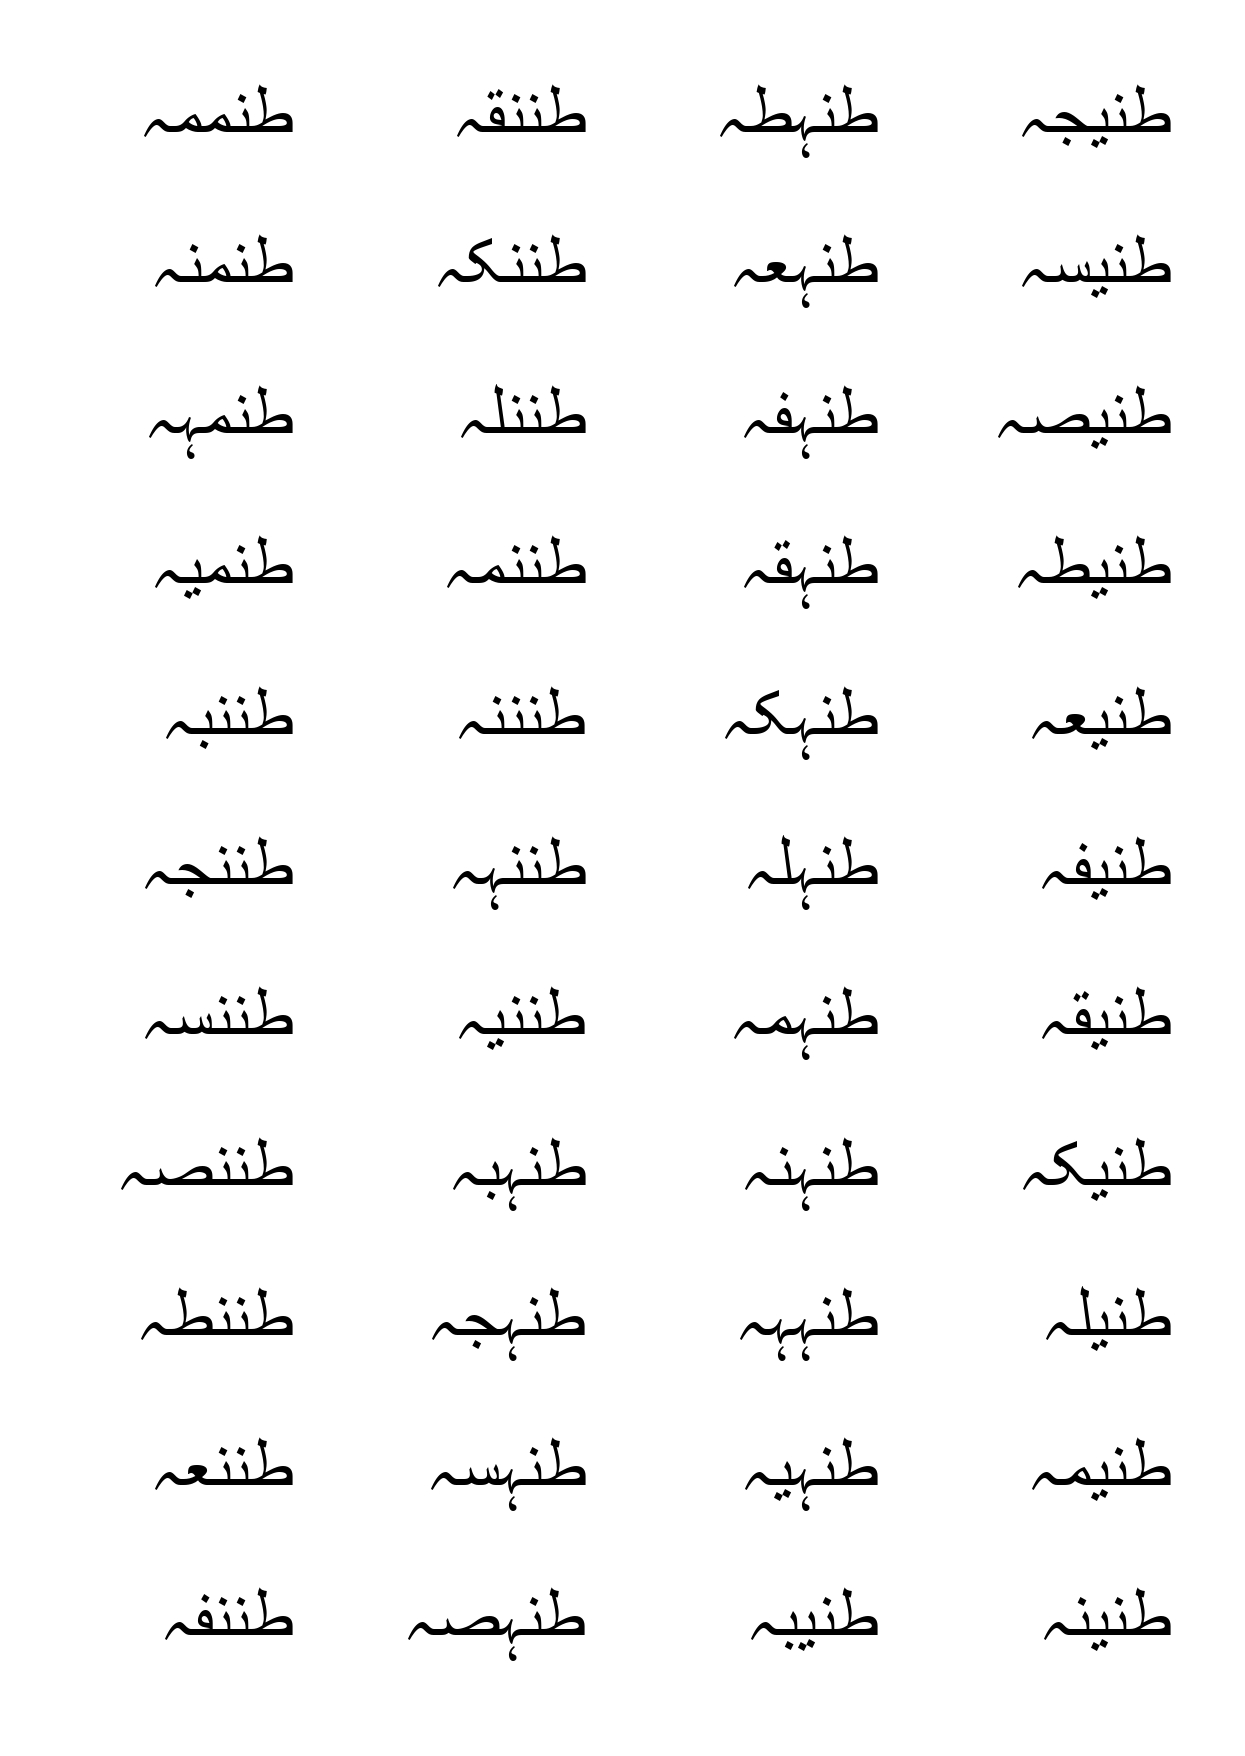 طنیجہ طنہطہ طننقہ طنممہ
طنیسہ طنہعہ طننکہ طنمنہ
طنیصہ طنہفہ طننلہ طنمہہ
طنیطہ طنہقہ طننمہ طنمیہ
طنیعہ طنہکہ طنننہ طننبہ
طنیفہ طنہلہ طننہہ طننجہ
طنیقہ طنہمہ طننیہ طننسہ
طنیکہ طنہنہ طنہبہ طننصہ
طنیلہ طنہہہ طنہجہ طننطہ
طنیمہ طنہیہ طنہسہ طننعہ
طنینہ طنیبہ طنہصہ طننفہ